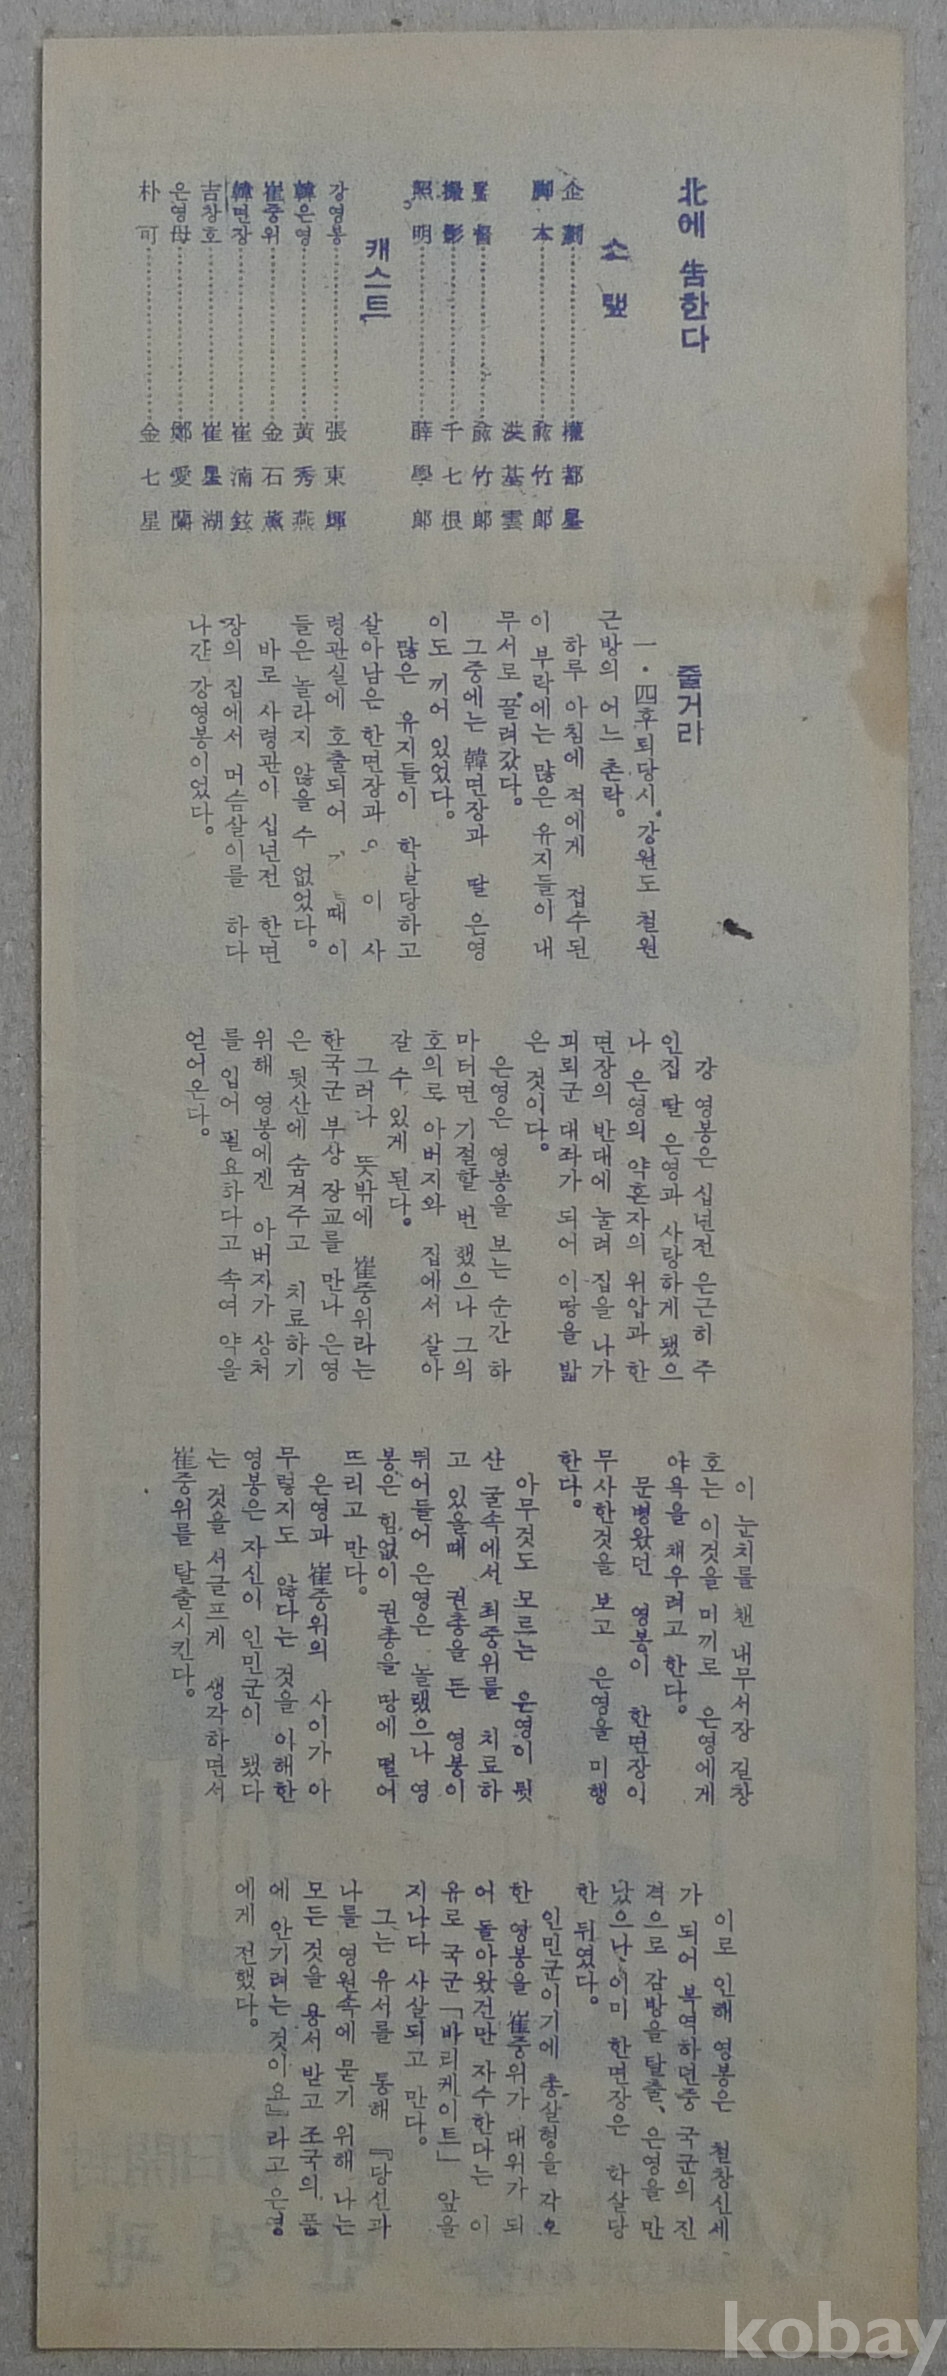 北에 告한다
소 탶
企劃 權都星
脚本 兪竹郎
洪基雲
監督 兪竹郎
撮影 千七根
照明 薛學郎
캐스트
강영봉 張東輝
韓은영 黃秀燕
崔중위 金石薰
韓면장 崔湳鉉
吉창호 崔星湖
은영母 鄭愛蘭
朴 可 金七星
줄거리
一•四후퇴당시 강원도 철원
근방의 어느 촌락。
하루 아침에 적에게 접수된
이 부락에는 많은 유지들이 내
무서로 끌려갔다。
그중에는 韓면장과 딸 은영
이도 끼어 있었다。
많은 유지들이 학살당하고
살아남은 한면장과 이 사
령관실에 호출되어 때 이
들은 놀라지 않을 수 없었다。
바로 사령관이 십년전 한면
장의 집에서 머슴살이를 하다
나간 강영봉이었다。
강 영봉은 십년전 은근히 주
인집 딸 은영과 사랑하게 됐으
나 은영의 약혼자의 위압과 한
면장의 반대에 눌려 집을 나가
괴뢰군 대좌가 되어 이땅을 밟
은 것이다。
은영은 영봉을 보는 순간 하
마터면 기절할 번 했으나 그의
호의로 아버지와 집에서 살아
갈 수 있게 된다。
그러나 뜻밖에 崔중위라는
한국군 부상 장교를 만나 은영
은 뒷산에 숨겨주고 치료하기
위해 영봉에겐 아버지가 상처
를 입어 필요하다고 속여 약을
얻어온다。
이 눈치를 챈 내무서장 길창
호는 이것을 미끼로 은영에게
야욕을 채우려고 한다。
문병왔던 영봉이 한면장이
무사한것을 보고 은영을 미행
한다。
아무것도 모르는 은영이 뒷
산 굴속에서 최중위를 치료하
고 있을때 권총을 든 영봉이
뛰어들어 은영은 놀랬으나 영
봉은 힘없이 권총을 땅에 떨어
뜨리고 만다。
은영과 崔중위의 사이가 아
무렇지도 않다는 것을 이해한
영봉은 자신이 인민군이 됐다
는 것을 서글프게 생각하면서
崔중위를 탈출시킨다。
이로 인해 영봉은 철창신세
가 되어 복역하던중 국군의 진
격으로 감방을 탈출、은영을 만
났으나 이미 한면장은 학살당
한 뒤였다。
인민군이기에 총살형을 각오
한 영봉을 崔중위가 대위가 되
어 돌아왔건만 자수한다는 이
유로 국군「바리케이트」 앞을
지나다 사살되고 만다。
그는 유서를 통해 『당신과
나를 영원속에 묻기 위해 나는
모든 것을 용서 받고 조국의 품
에 안기려는 것이요』라고 은영
에게 전했다。
kobay